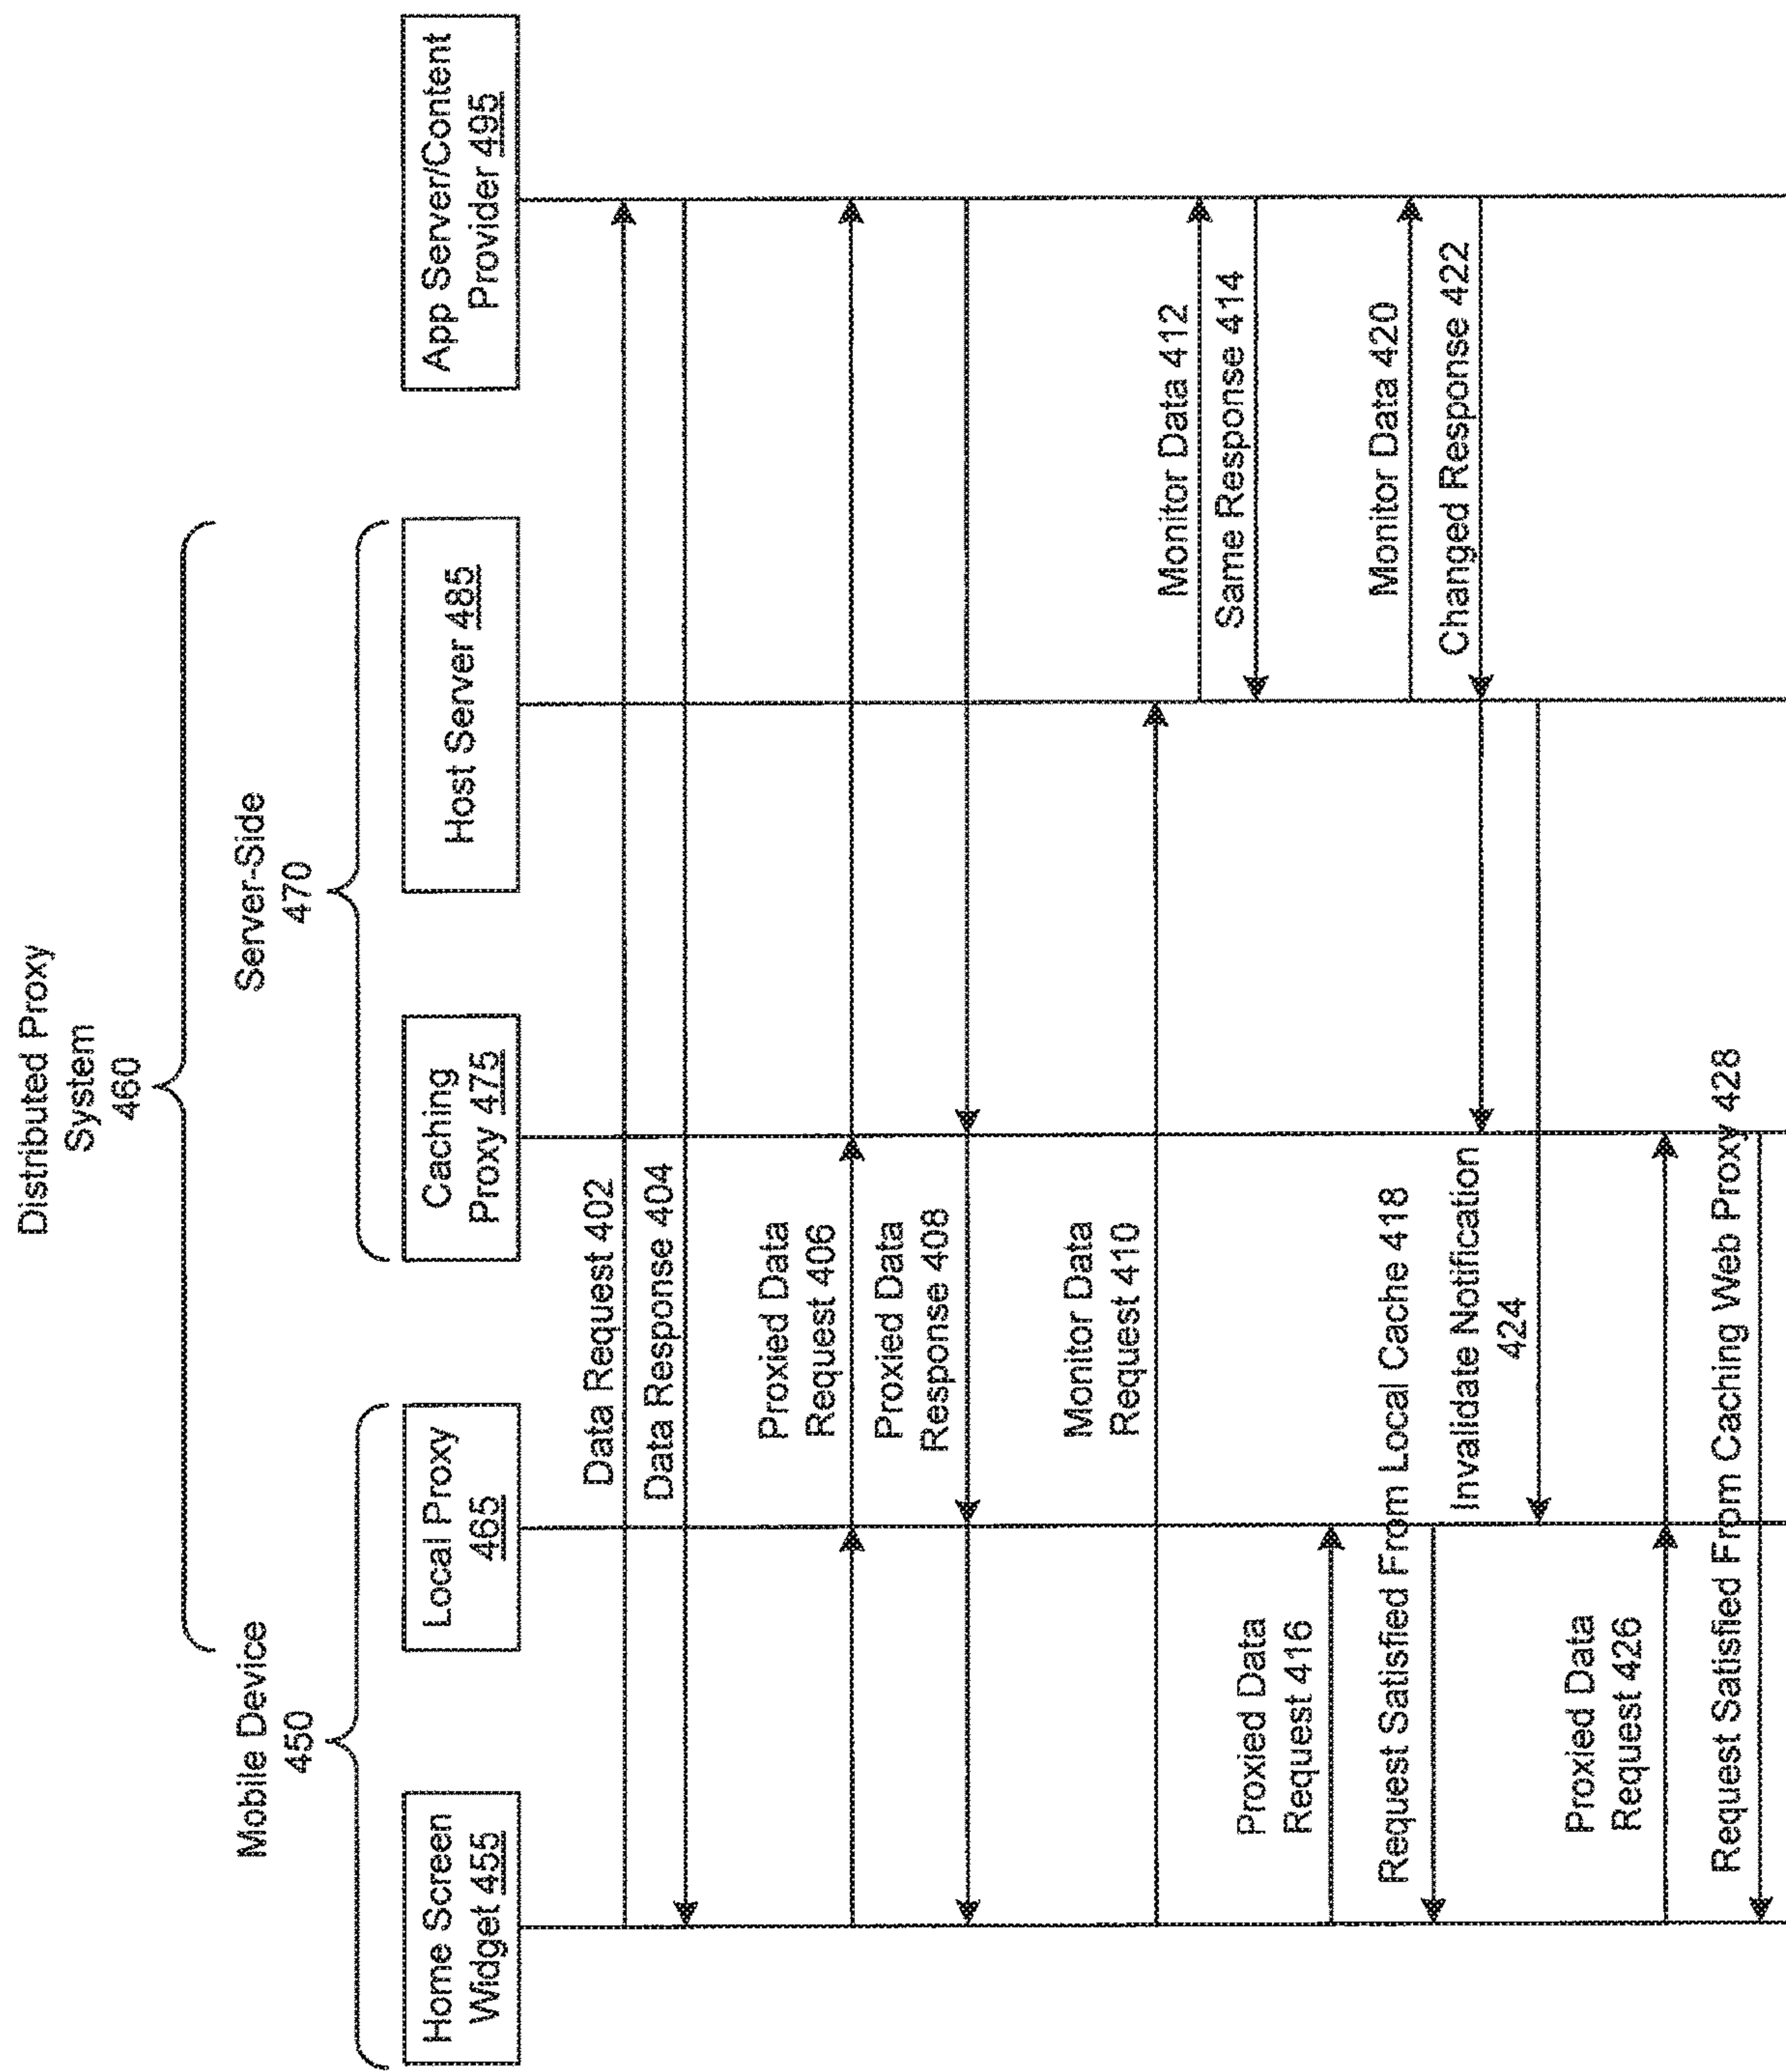 Distributed Proxy
System
460
Mobile Device
450
Server-Side
470
Home Screen
Widget 455
Local Proxy
465
Caching
Proxy 475
Host Server 485
App Server/Content
Provider 495
Data Request 402
Data Response 404
Proxied Data
Request 406
Proxied Data
Response 408
Monitor Data
Request 410
Monitor Data 412
Same Response 414
Proxied Data
Request 416
Request Satisfied From Local Cache 418
Monitor Data 420
Changed Response 422
Invalidate Notification
424
Proxied Data
Request 426
Request Satisfied From Caching Web Proxy 428